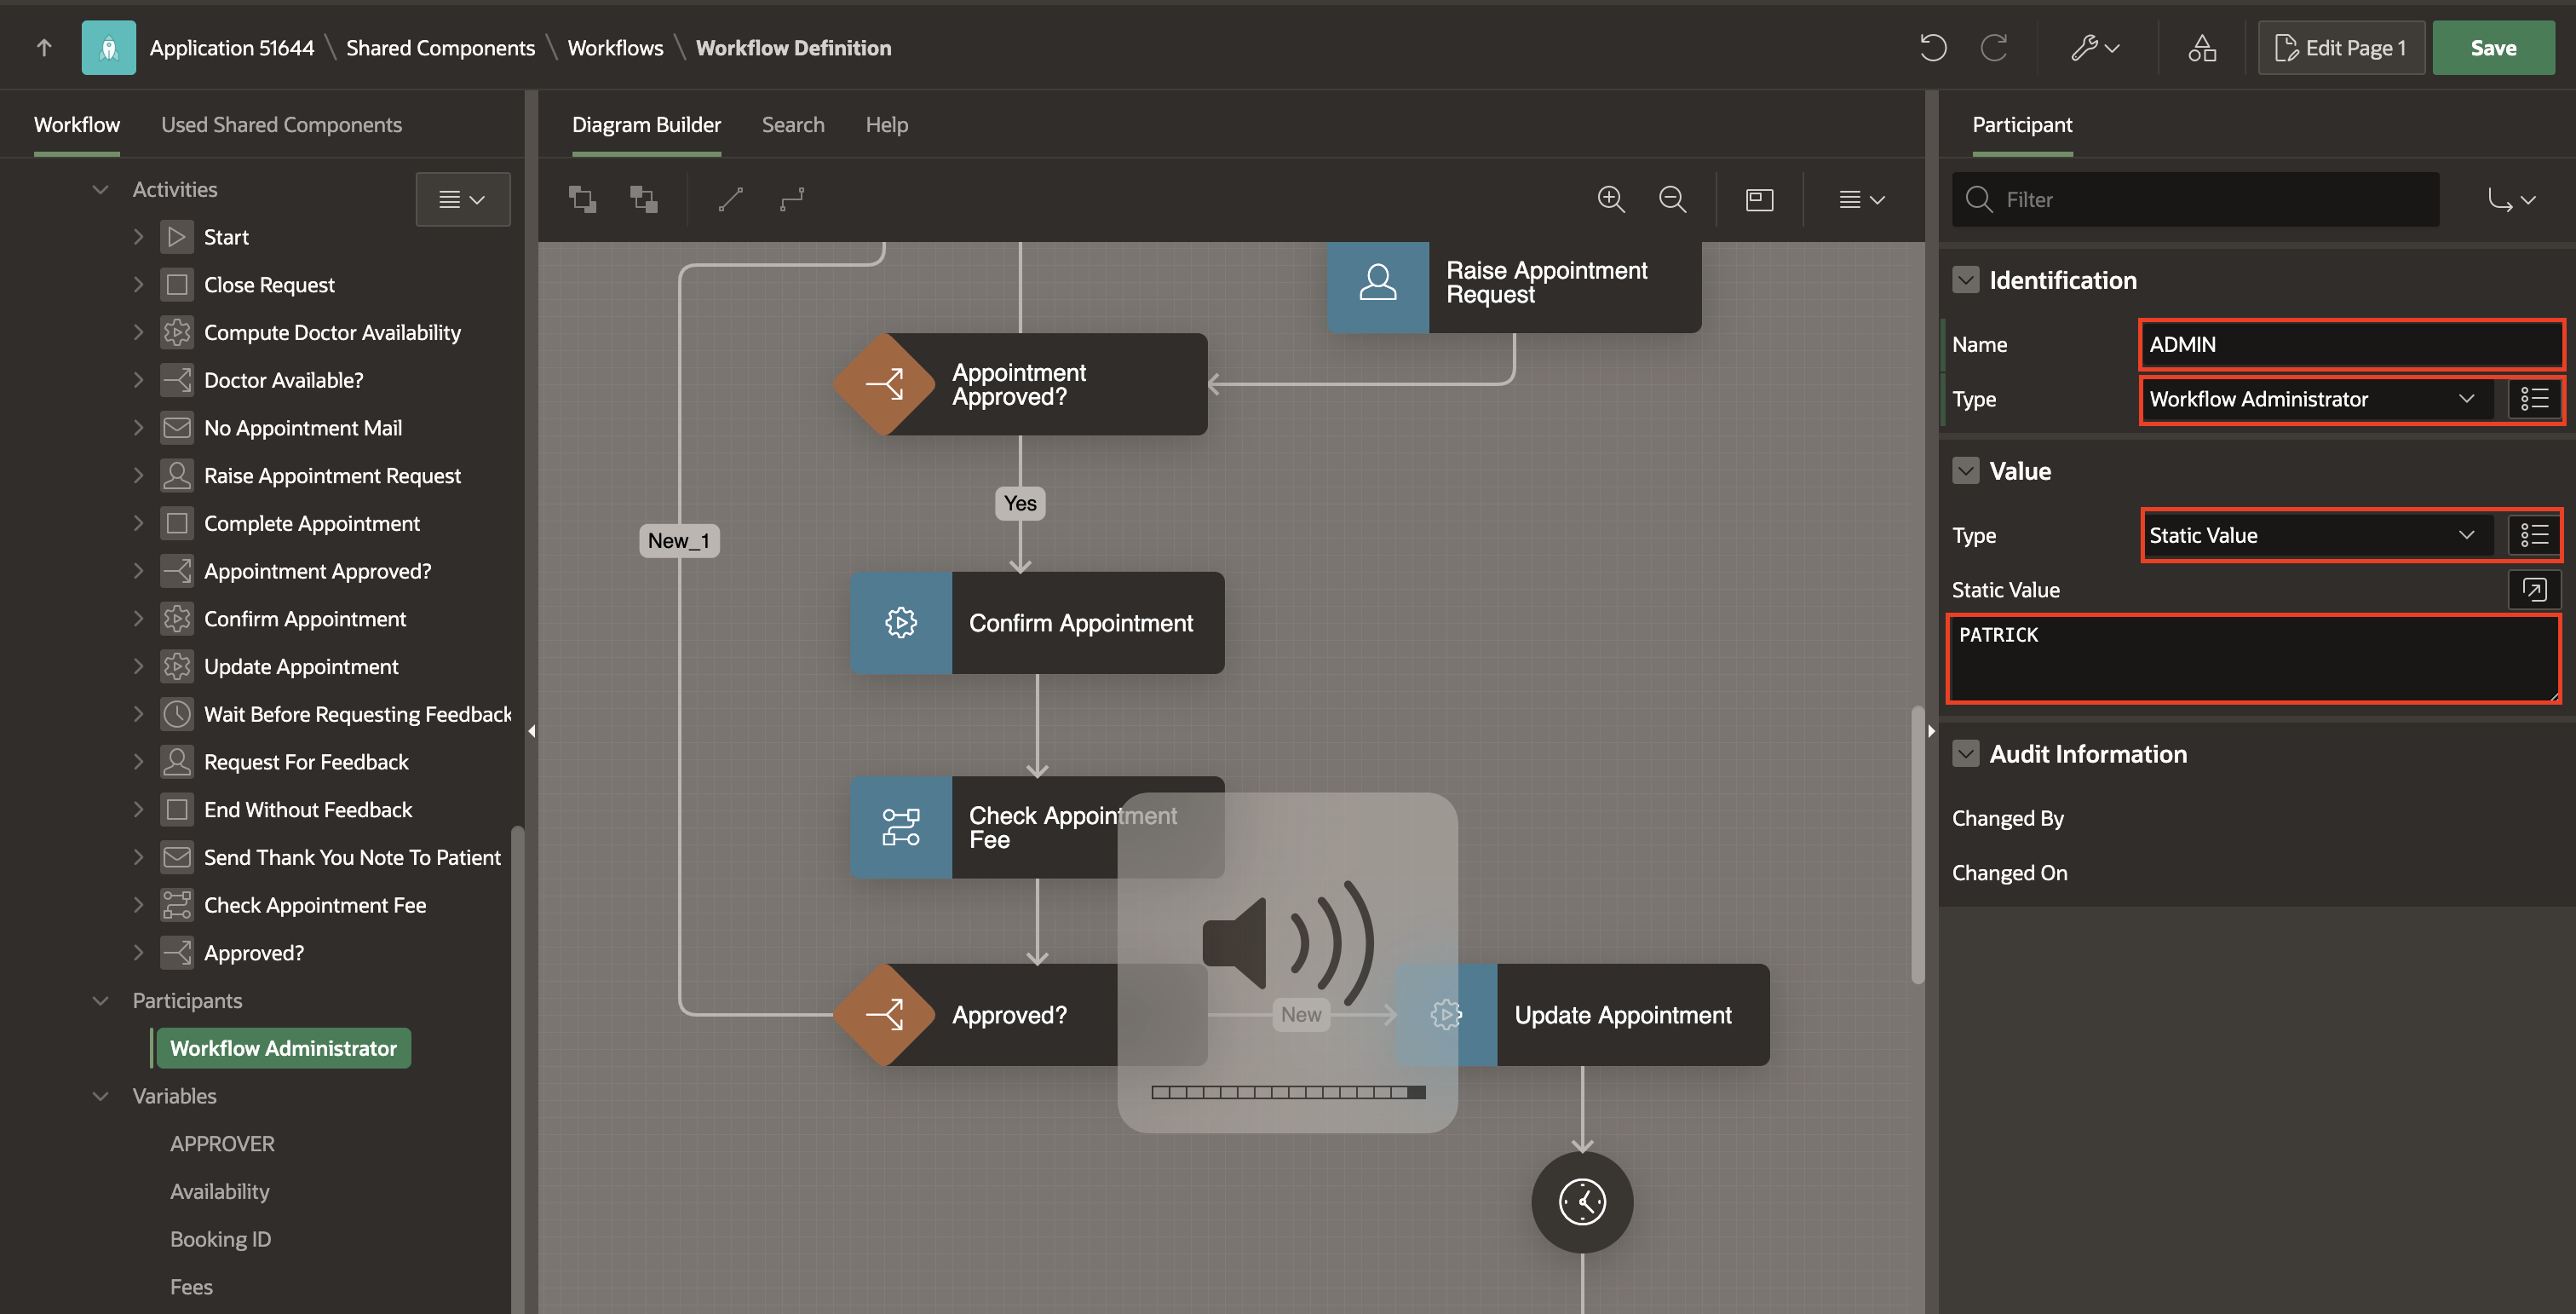 Application 51644 \ Shared Components \ Workflows \ Workflow Definition
Edit Page 1
Save
Workflow
Used Shared Components
Activities
Start
Close Request
Compute Doctor Availability
Doctor Available?
No Appointment Mail
Raise Appointment Request
Complete Appointment
Appointment Approved?
Confirm Appointment
Update Appointment
Wait Before Requesting Feedback
Request For Feedback
End Without Feedback
Send Thank You Note To Patient
Check Appointment Fee
Approved?
Participants
Workflow Administrator
Variables
APPROVER
Availability
Booking ID
Fees
Diagram Builder
Search
Help
Raise Appointment
Request
Appointment
Approved?
Yes
New_1
Confirm Appointment
Check Appointment
Fee
Approved?
New
Update Appointment
Participant
Filter
Identification
Name
ADMIN
Type
Workflow Administrator
Value
Type
Static Value
Static Value
PATRICK
Audit Information
Changed By
Changed On